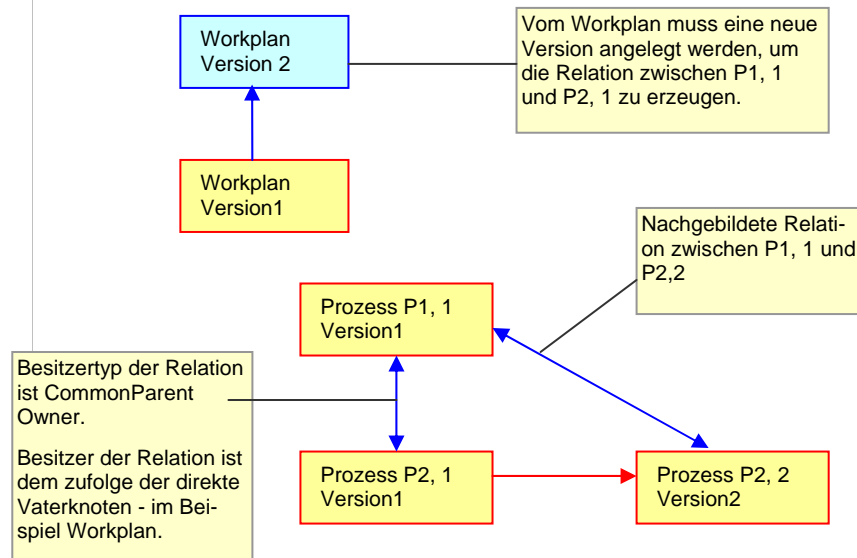 Workplan
Version 2
Vom Workplan muss eine neue
Version angelegt werden, um
die Relation zwischen P1, 1
und P2, 1 zu erzeugen.
Workplan
Version1
Nachgebildete Relati-
on zwischen P1, 1 und
P2,2
Prozess P1, 1
Version1
Besitzertyp der Relation
ist CommonParent
Owner.
Besitzer der Relation ist
dem zufolge der direkte
Vaterknoten - im Bei-
spiel Workplan.
Prozess P2, 1
Version1
Prozess P2, 2
Version2